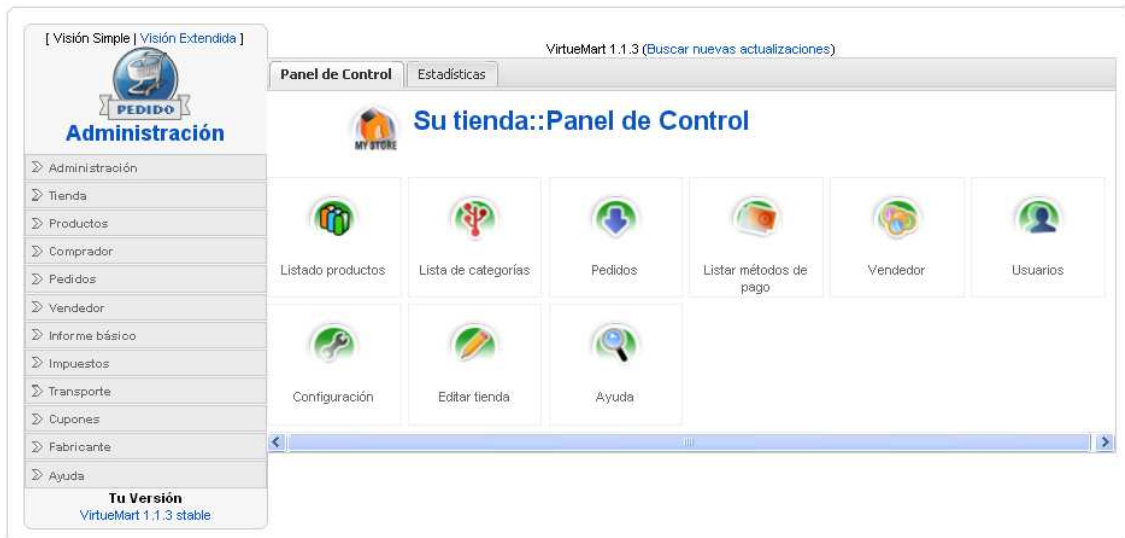 [ Visión Simple | Visión Extendida ]
PEDIDO
Administración
Administración
Tienda
Productos
Comprador
Pedidos
Vendedor
Informe básico
Impuestos
Transporte
Cupones
Fabricante
Ayuda
Tu Versión
VirtueMart 1.1.3 stable
VirtueMart 1.1.3 (Buscar nuevas actualizaciones)
Panel de Control
Estadísticas
MY STORE
Su tienda::Panel de Control
Listado productos
Lista de categorías
Pedidos
Listar métodos de
pago
Vendedor
Usuarios
Configuración
Editar tienda
Ayuda